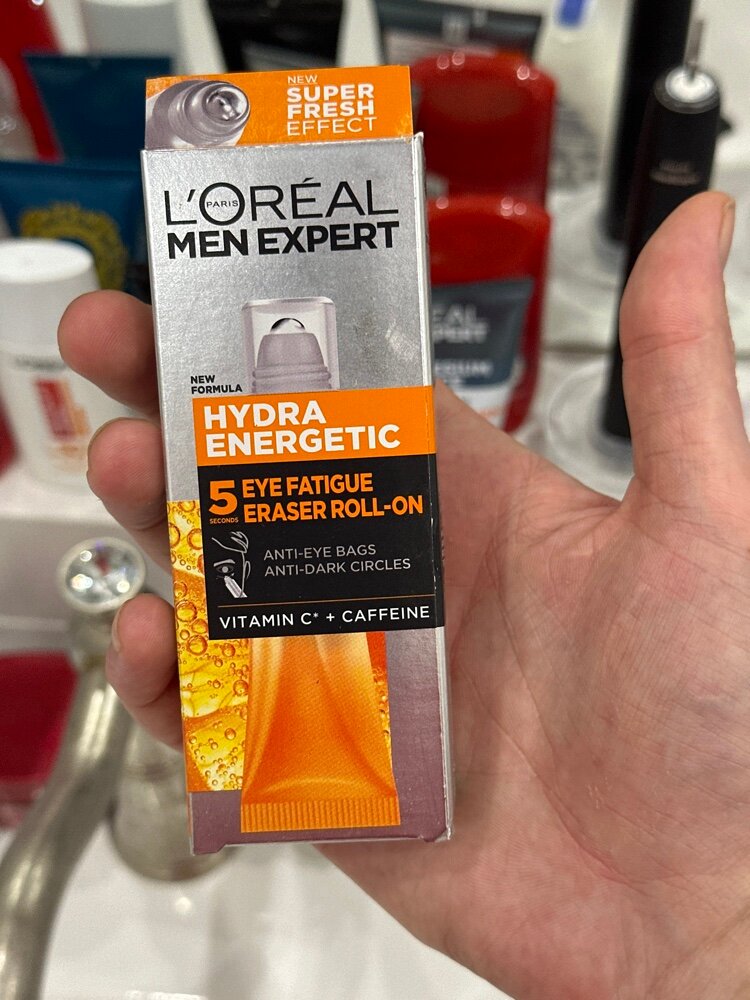 NEW
SUPER
FRESH
EFFECT
L'ORÉAL
PARIS
MEN EXPERT
NEW
FORMULA
HYDRA
ENERGETIC
5 EYE FATIGUE
SECONDS ERASER ROLL-ON
ANTI-EYE BAGS
ANTI-DARK CIRCLES
VITAMIN C* + CAFFEINE